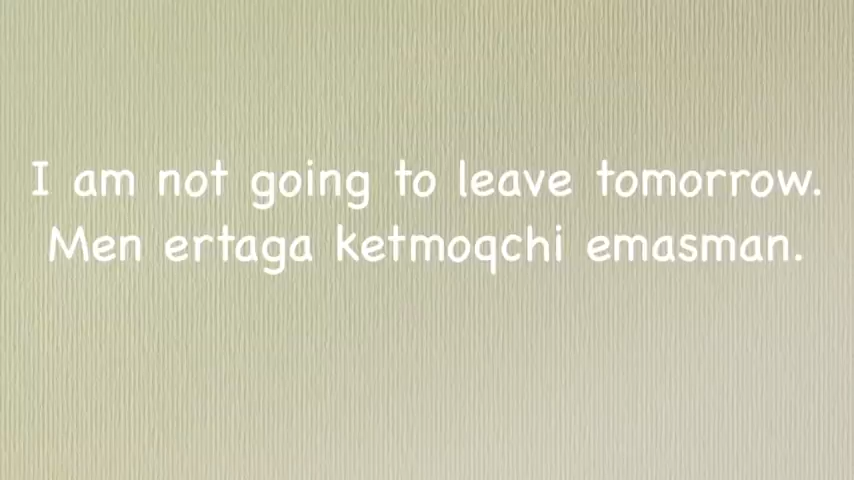 I am not going to leave tomorrow.
Men ertaga ketmoqchi emasman.